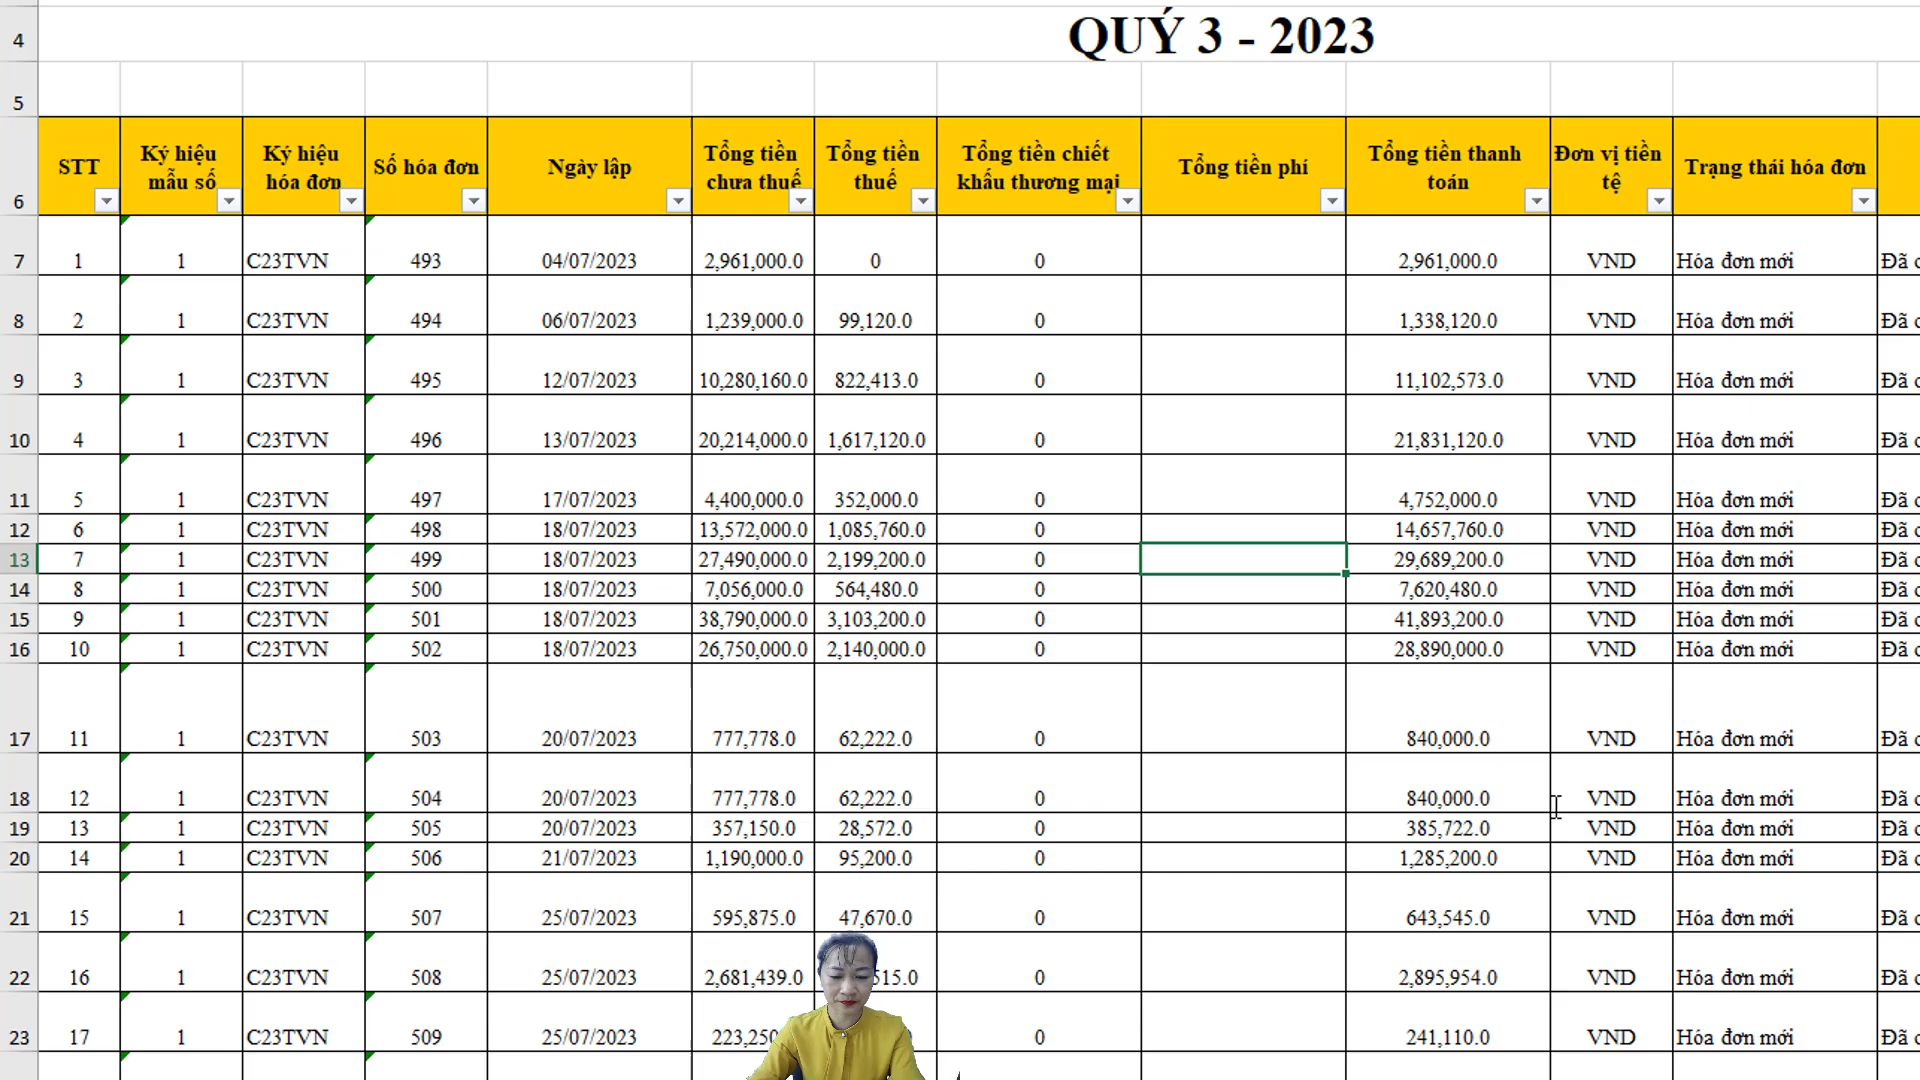 4 QUÝ 3 - 2023
5
6 STT Ký hiệu mẫu số Ký hiệu hóa đơn Số hóa đơn Ngày lập Tổng tiền chưa thuế Tổng tiền thuế Tổng tiền chiết khấu thương mại Tổng tiền phí Tổng tiền thanh toán Đơn vị tiền tệ Trạng thái hóa đơn
7 1 1 C23TVN 493 04/07/2023 2,961,000.0 0 0 2,961,000.0 VND Hóa đơn mới Đã
8 2 1 C23TVN 494 06/07/2023 1,239,000.0 99,120.0 0 1,338,120.0 VND Hóa đơn mới Đã
9 3 1 C23TVN 495 12/07/2023 10,280,160.0 822,413.0 0 11,102,573.0 VND Hóa đơn mới Đã
10 4 1 C23TVN 496 13/07/2023 20,214,000.0 1,617,120.0 0 21,831,120.0 VND Hóa đơn mới Đã
11 5 1 C23TVN 497 17/07/2023 4,400,000.0 352,000.0 0 4,752,000.0 VND Hóa đơn mới Đã
12 6 1 C23TVN 498 18/07/2023 13,572,000.0 1,085,760.0 0 14,657,760.0 VND Hóa đơn mới Đã
13 7 1 C23TVN 499 18/07/2023 27,490,000.0 2,199,200.0 0 29,689,200.0 VND Hóa đơn mới Đã
14 8 1 C23TVN 500 18/07/2023 7,056,000.0 564,480.0 0 7,620,480.0 VND Hóa đơn mới Đã
15 9 1 C23TVN 501 18/07/2023 38,790,000.0 3,103,200.0 0 41,893,200.0 VND Hóa đơn mới Đã
16 10 1 C23TVN 502 18/07/2023 26,750,000.0 2,140,000.0 0 28,890,000.0 VND Hóa đơn mới Đã
17 11 1 C23TVN 503 20/07/2023 777,778.0 62,222.0 0 840,000.0 VND Hóa đơn mới Đã
18 12 1 C23TVN 504 20/07/2023 777,778.0 62,222.0 0 840,000.0 VND Hóa đơn mới Đã
19 13 1 C23TVN 505 20/07/2023 357,150.0 28,572.0 0 385,722.0 VND Hóa đơn mới Đã
20 14 1 C23TVN 506 21/07/2023 1,190,000.0 95,200.0 0 1,285,200.0 VND Hóa đơn mới Đã
21 15 1 C23TVN 507 25/07/2023 595,875.0 47,670.0 0 643,545.0 VND Hóa đơn mới Đã
22 16 1 C23TVN 508 25/07/2023 2,681,439.0 0 2,895,954.0 VND Hóa đơn mới Đã
23 17 1 C23TVN 509 25/07/2023 0 241,110.0 VND Hóa đơn mới Đã